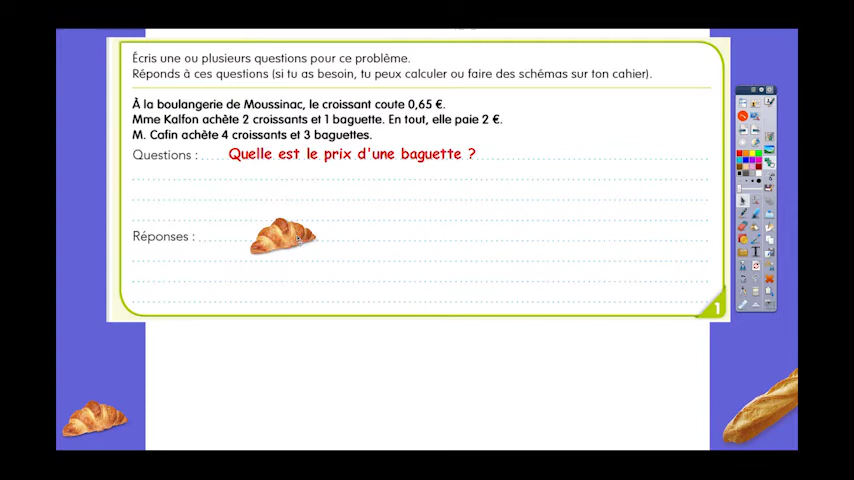 Écris une ou plusieurs questions pour ce problème.
Réponds à ces questions (si tu as besoin, tu peux calculer ou faire des schémas sur ton cahier).
À la boulangerie de Moussinac, le croissant coute 0,65 €.
Mme Kalfon achète 2 croissants et 1 baguette. En tout, elle paie 2 €.
M. Cafin achète 4 croissants et 3 baguettes.
Questions : Quelle est le prix d'une baguette ?
Réponses :
1